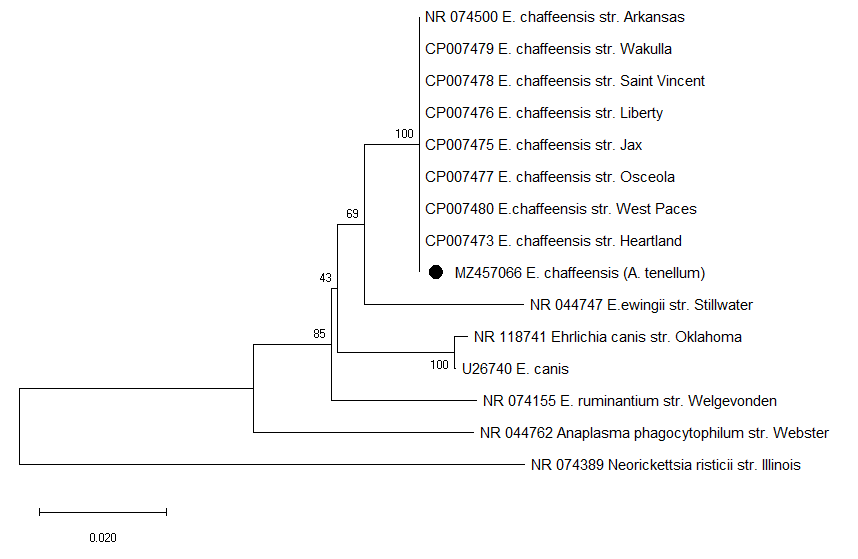 NR 074500 E. chaffeensis str. Arkansas
CP007479 E. chaffeensis str. Wakulla
CP007478 E. chaffeensis str. Saint Vincent
CP007476 E. chaffeensis str. Liberty
100
CP007475 E. chaffeensis str. Jax
CP007477 E. chaffeensis str. Osceola
CP007480 E.chaffeensis str. West Paces
69
CP007473 E. chaffeensis str. Heartland
MZ457066 E. chaffeensis (A. tenellum)
43
NR 044747 E.ewingii str. Stillwater
85
NR 118741 Ehrlichia canis str. Oklahoma
100
U26740 E. canis
NR 074155 E. ruminantium str. Welgevonden
NR 044762 Anaplasma phagocytophilum str. Webster
NR 074389 Neorickettsia risticii str. Illinois
0.020